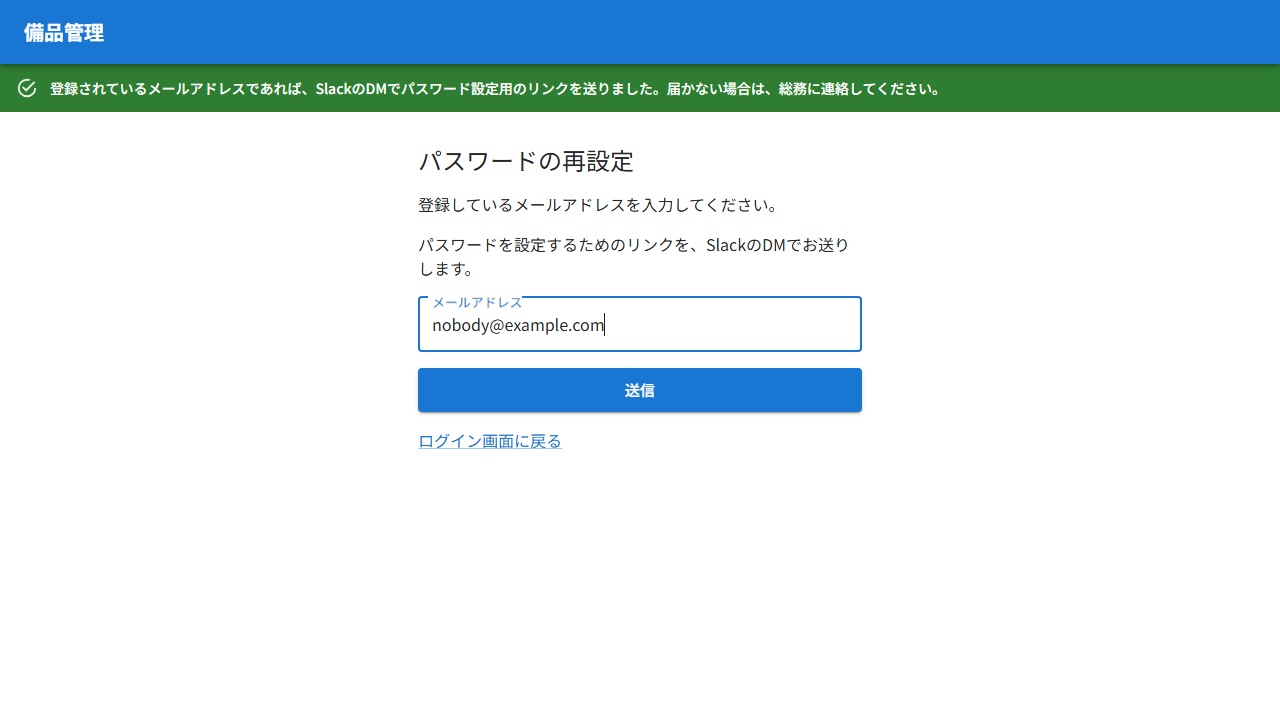 備品管理
登録されているメールアドレスであれば、SlackのDMでパスワード設定用のリンクを送りました。届かない場合は、総務に連絡してください。
パスワードの再設定
登録しているメールアドレスを入力してください。
パスワードを設定するためのリンクを、SlackのDMでお送り
します。
メールアドレス
nobody@example.com
送信
ログイン画面に戻る